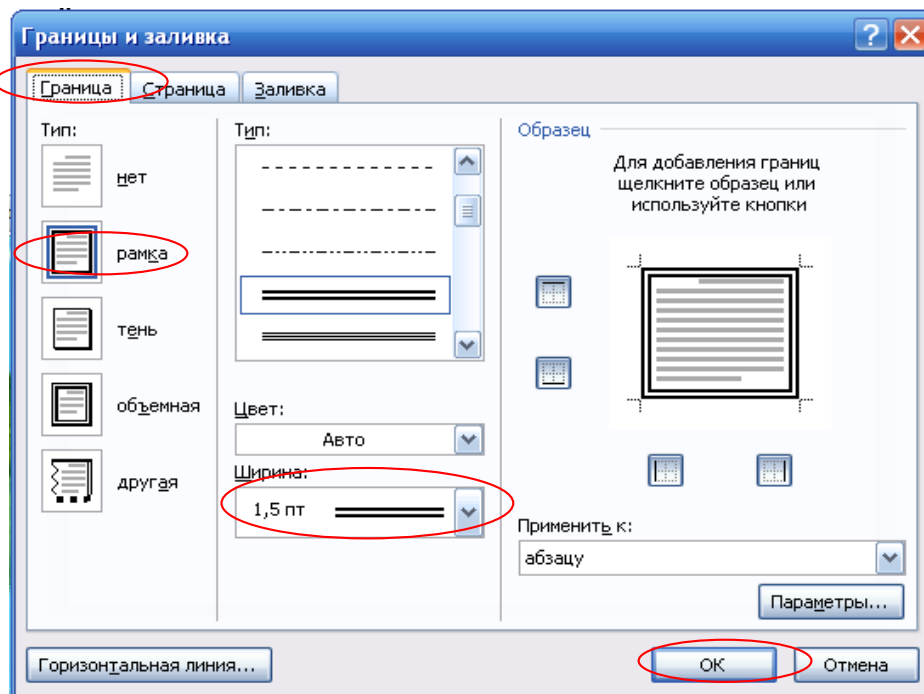 Границы и заливка
Граница
Страница
Заливка
Тип:
нет
рамка
тень
объемная
другая
Тип:
Цвет:
Авто
Ширина:
1,5 пт
Образец
Для добавления границ
щелкните образец или
используйте кнопки
Применить к:
абзацу
Параметры...
Горизонтальная линия...
ОК
Отмена